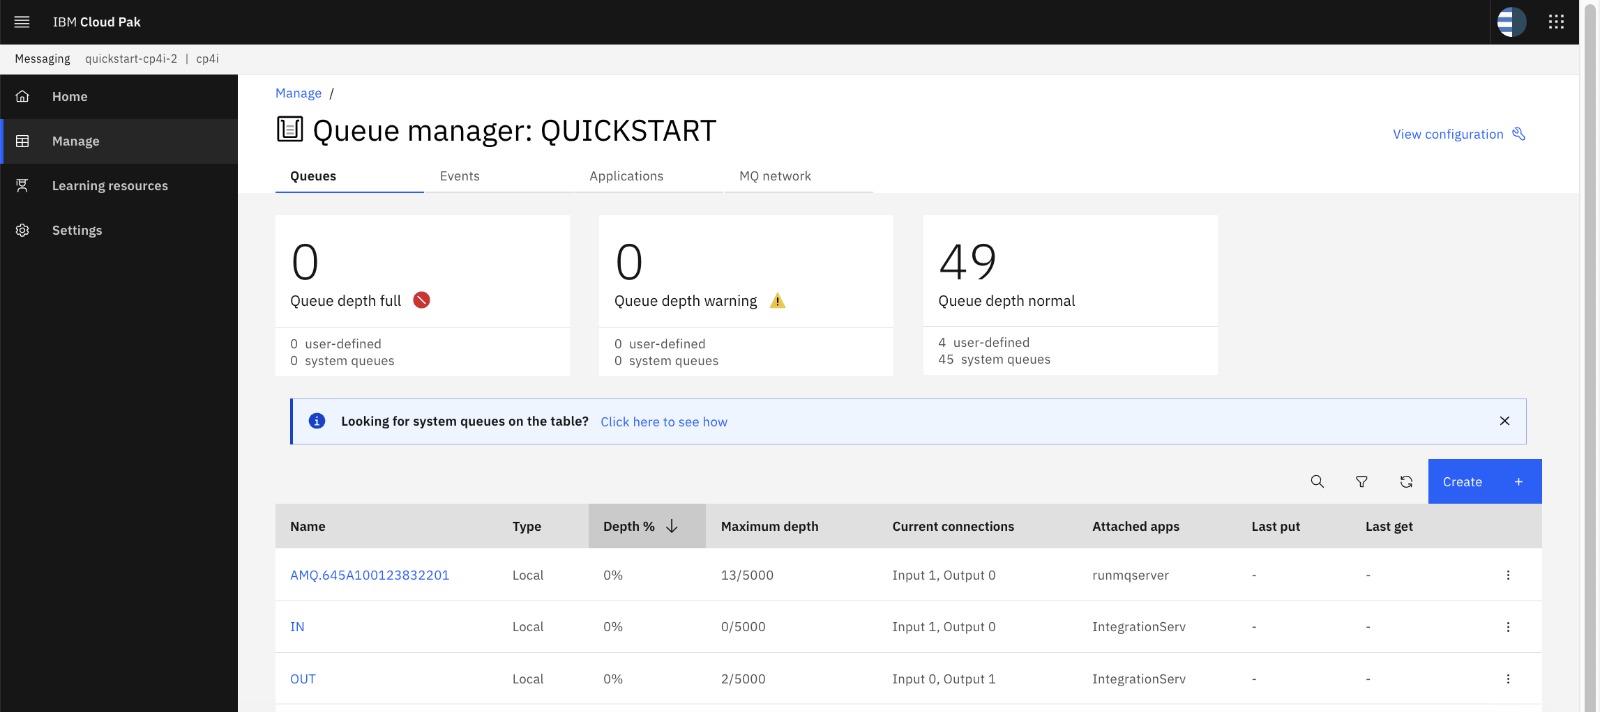 IBM Cloud Pak
Messaging quickstart-cp4i-2 | cp4i
Home
Manage
Learning resources
Settings
Manage /
Queue manager: QUICKSTART
View configuration
Queues Events Applications MQ network
0
Queue depth full
0 user-defined
0 system queues
0
Queue depth warning
0 user-defined
0 system queues
49
Queue depth normal
4 user-defined
45 system queues
Looking for system queues on the table? Click here to see how
Create +
Name Type Depth % Maximum depth Current connections Attached apps Last put Last get
AMQ.645A100123832201 Local 0% 13/5000 Input 1, Output 0 runmqserver - -
IN Local 0% 0/5000 Input 1, Output 0 IntegrationServ - -
OUT Local 0% 2/5000 Input 0, Output 1 IntegrationServ - -